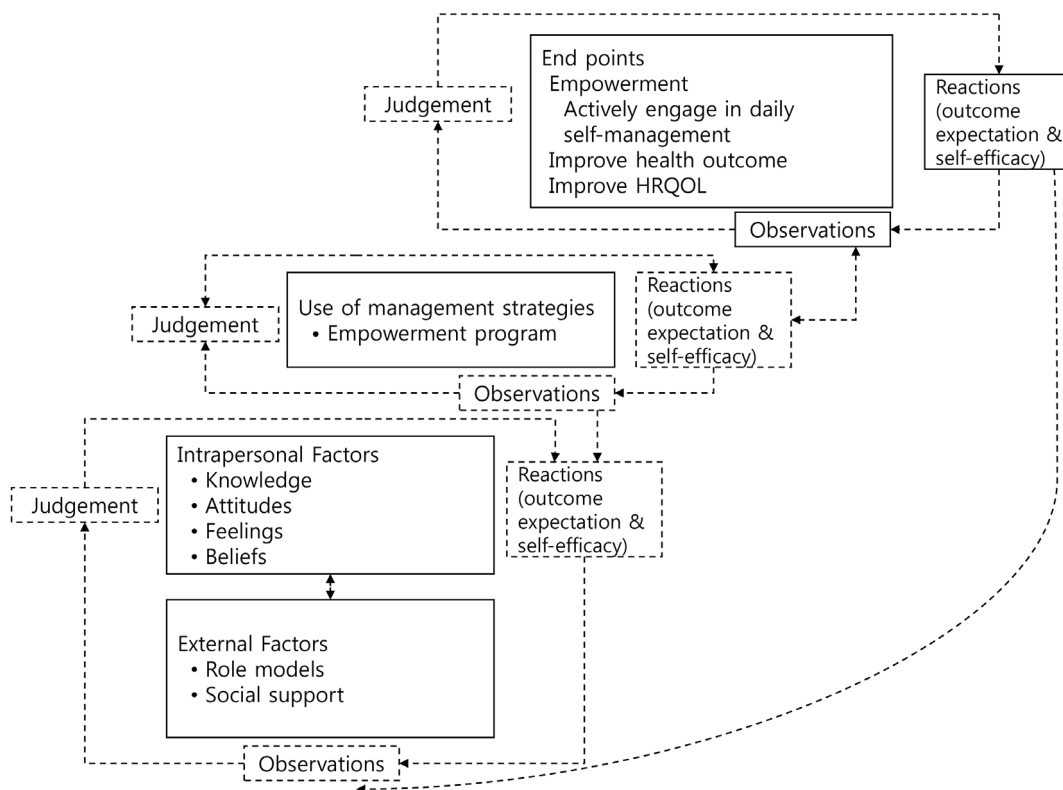 End points
Empowerment
Actively engage in daily
self-management
Improve health outcome
Improve HRQOL
Judgement
Reactions
(outcome
expectation &
self-efficacy)
Observations
Judgement
Use of management strategies
• Empowerment program
Reactions
(outcome
expectation &
self-efficacy)
Observations
Judgement
Intrapersonal Factors
• Knowledge
• Attitudes
• Feelings
• Beliefs
Reactions
(outcome
expectation &
self-efficacy)
External Factors
• Role models
• Social support
Observations